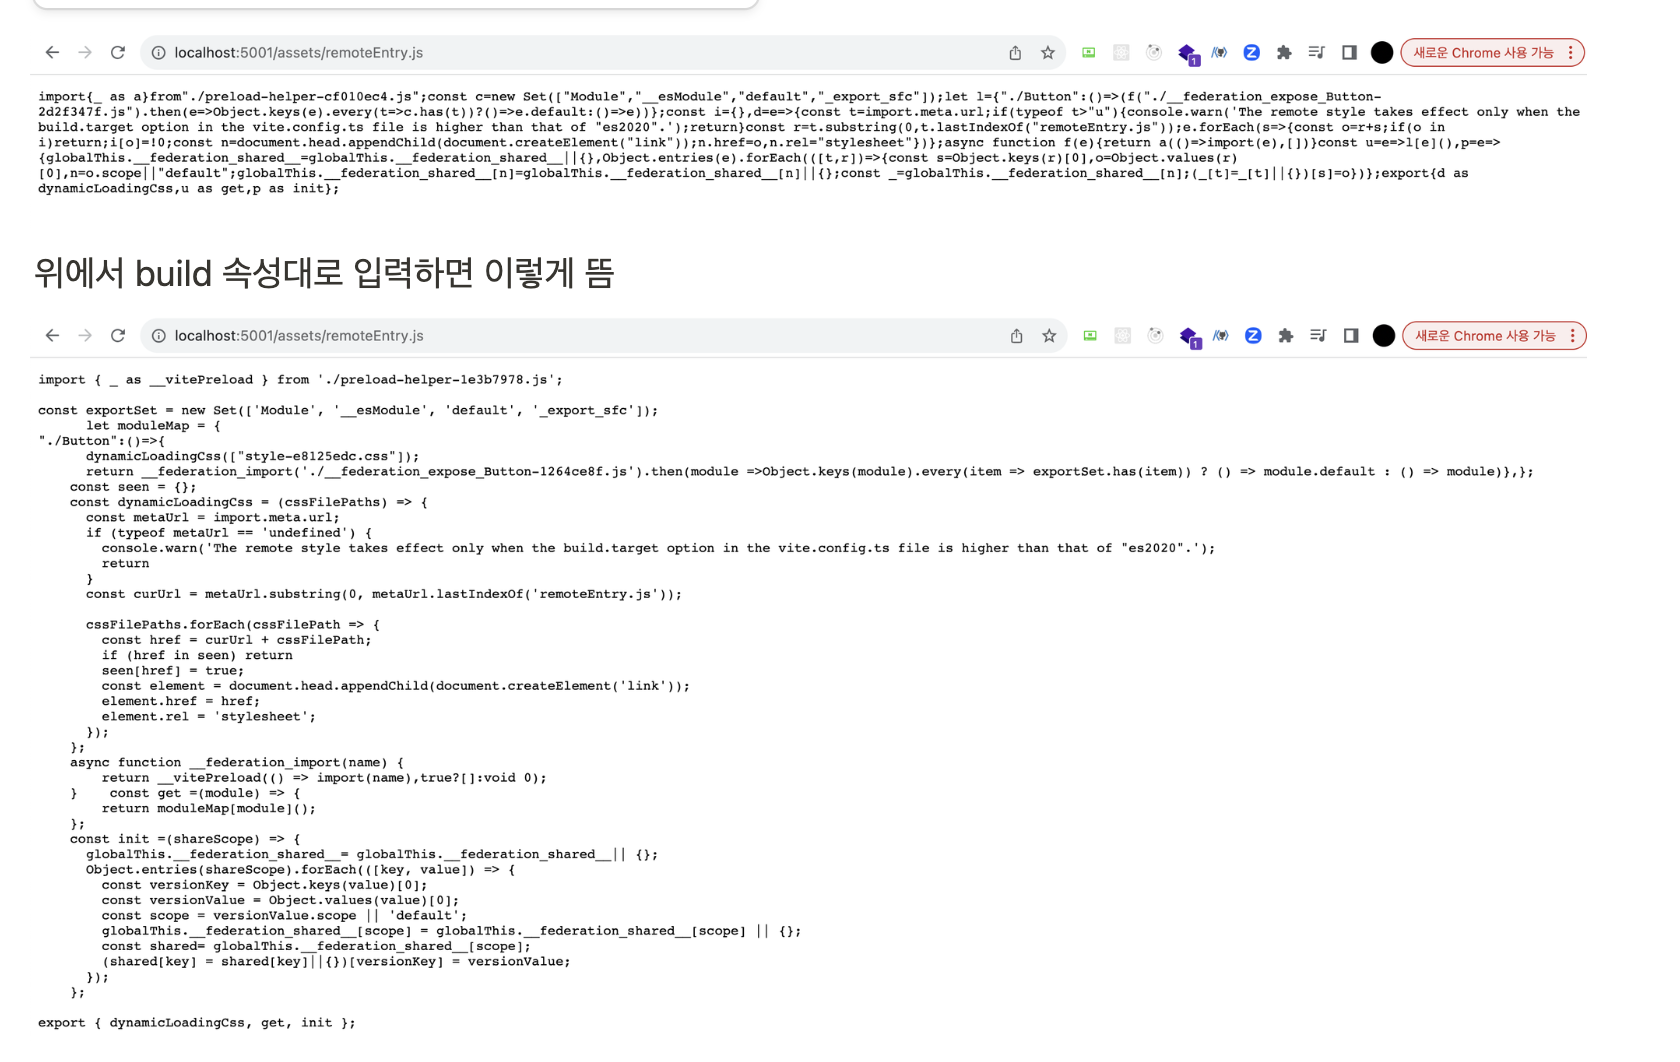 localhost:5001/assets/remoteEntry.js
1
새로운 Chrome 사용 가능
import{_ as a}from"./preload-helper-cf010ec4.js";const c=new Set(["Module","__esModule","default","_export_sfc"]);let l={"./Button":()=>(f("./__federation_expose_Button-
2d2f347f.js").then(e=>Object.keys(e).every(t=>c.has(t))?()=>e.default:()=>e))};const i={},d=e=>{const t=import.meta.url;if(typeof t>"u"){console.warn('The remote style takes effect only when the
build.target option in the vite.config.ts file is higher than that of "es2020".');return}const r=t.substring(0,t.lastIndexOf("remoteEntry.js"));e.forEach(s=>{const o=r+s;if(o in
i)return;i[o]=!0;const n=document.head.appendChild(document.createElement("link"));n.href=o,n.rel="stylesheet"})};async function f(e){return a(()=>import(e),[])}const u=e=>l[e](),p=e=>
{globalThis.__federation_shared__=globalThis.__federation_shared__||{},Object.entries(e).forEach(([t,r])=>{const s=Object.keys(r)[0],o=Object.values(r)
[0],n=o.scope||"default";globalThis.__federation_shared__[n]=globalThis.__federation_shared__[n]||{};const _=globalThis.__federation_shared__[n];(_[t]=_[t]||{})[s]=o})};export{d as
dynamicLoadingCss,u as get,p as init};
위에서 build 속성대로 입력하면 이렇게 뜸
localhost:5001/assets/remoteEntry.js
1
새로운 Chrome 사용 가능
import { _ as __vitePreload } from './preload-helper-1e3b7978.js';
const exportSet = new Set(['Module', '__esModule', 'default', '_export_sfc']);
let moduleMap = {
"./Button":()=>{
dynamicLoadingCss(["style-e8125edc.css"]);
return __federation_import('./__federation_expose_Button-1264ce8f.js').then(module =>Object.keys(module).every(item => exportSet.has(item)) ? () => module.default : () => module)},};
const seen = {};
const dynamicLoadingCss = (cssFilePaths) => {
const metaUrl = import.meta.url;
if (typeof metaUrl == 'undefined') {
console.warn('The remote style takes effect only when the build.target option in the vite.config.ts file is higher than that of "es2020".');
return
}
const curUrl = metaUrl.substring(0, metaUrl.lastIndexOf('remoteEntry.js'));
cssFilePaths.forEach(cssFilePath => {
const href = curUrl + cssFilePath;
if (href in seen) return
seen[href] = true;
const element = document.head.appendChild(document.createElement('link'));
element.href = href;
element.rel = 'stylesheet';
});
};
async function __federation_import(name) {
return __vitePreload(() => import(name),true?[]:void 0);
}    const get =(module) => {
return moduleMap[module]();
};
const init =(shareScope) => {
globalThis.__federation_shared__= globalThis.__federation_shared__|| {};
Object.entries(shareScope).forEach(([key, value]) => {
const versionKey = Object.keys(value)[0];
const versionValue = Object.values(value)[0];
const scope = versionValue.scope || 'default';
globalThis.__federation_shared__[scope] = globalThis.__federation_shared__[scope] || {};
const shared= globalThis.__federation_shared__[scope];
(shared[key] = shared[key]||{})[versionKey] = versionValue;
});
};
export { dynamicLoadingCss, get, init };